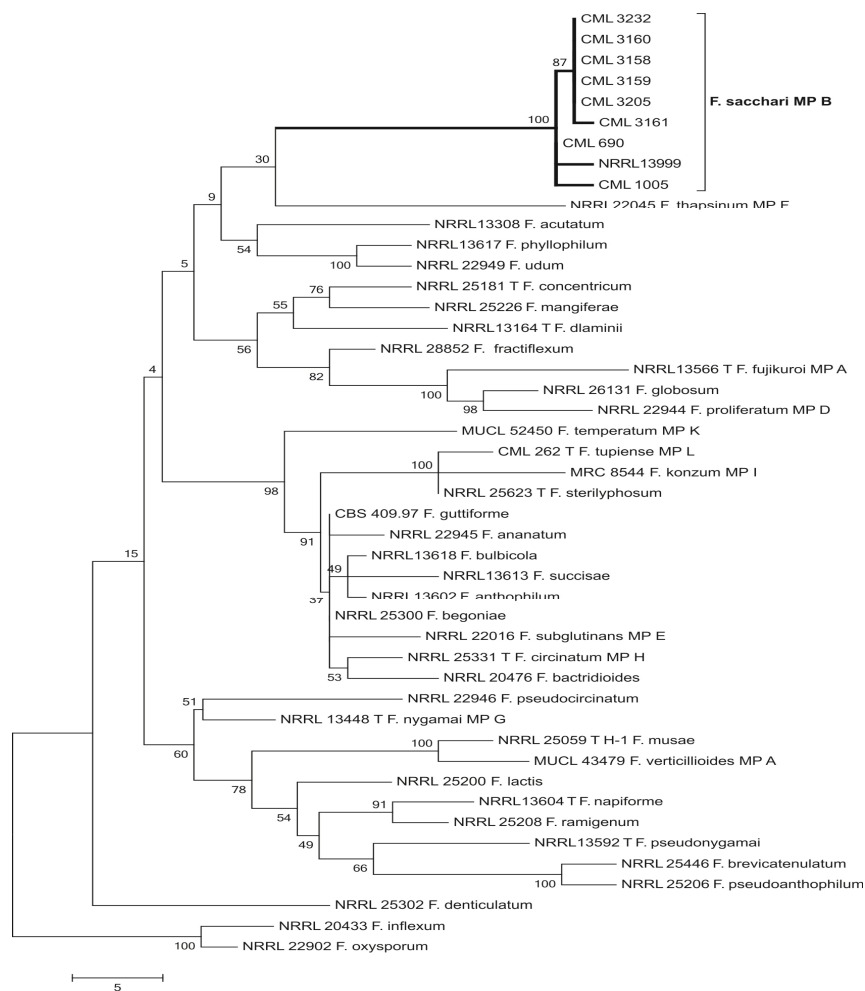 CML 3232
CML 3160
87
CML 3158
CML 3159
CML 3205
F. sacchari MP B
100
CML 3161
CML 690
30
NRRL13999
CML 1005
9
NRRL 22045 F. thapsinum MP F
NRRL13308 F. acutatum
54
NRRL13617 F. phyllophilum
5
100
NRRL 22949 F. udum
76
NRRL 25181 T F. concentricum
55
NRRL 25226 F. mangiferae
NRRL13164 T F. dlaminii
56
NRRL 28852 F. fractiflexum
4
82
NRRL13566 T F. fujikuroi MP A
100
NRRL 26131 F. globosum
98
NRRL 22944 F. proliferatum MP D
MUCL 52450 F. temperatum MP K
CML 262 T F. tupiense MP L
100
MRC 8544 F. konzum MP I
98
NRRL 25623 T F. sterilyphosum
CBS 409.97 F. guttiforme
91
NRRL 22945 F. ananatum
15
NRRL13618 F. bulbicola
49
NRRL13613 F. succisae
37
NRRL13602 F. anthophilum
NRRL 25300 F. begoniae
NRRL 22016 F. subglutinans MP E
NRRL 25331 T F. circinatum MP H
53
NRRL 20476 F. bactridioides
51
NRRL 22946 F. pseudocircinatum
NRRL 13448 T F. nygamai MP G
60
100
NRRL 25059 T H-1 F. musae
MUCL 43479 F. verticillioides MP A
78
NRRL 25200 F. lactis
91
NRRL13604 T F. napiforme
54
NRRL 25208 F. ramigenum
49
NRRL13592 T F. pseudonygamai
66
NRRL 25446 F. brevicatenulatum
100
NRRL 25206 F. pseudoanthophilum
NRRL 25302 F. denticulatum
NRRL 20433 F. inflexum
100
NRRL 22902 F. oxysporum
5